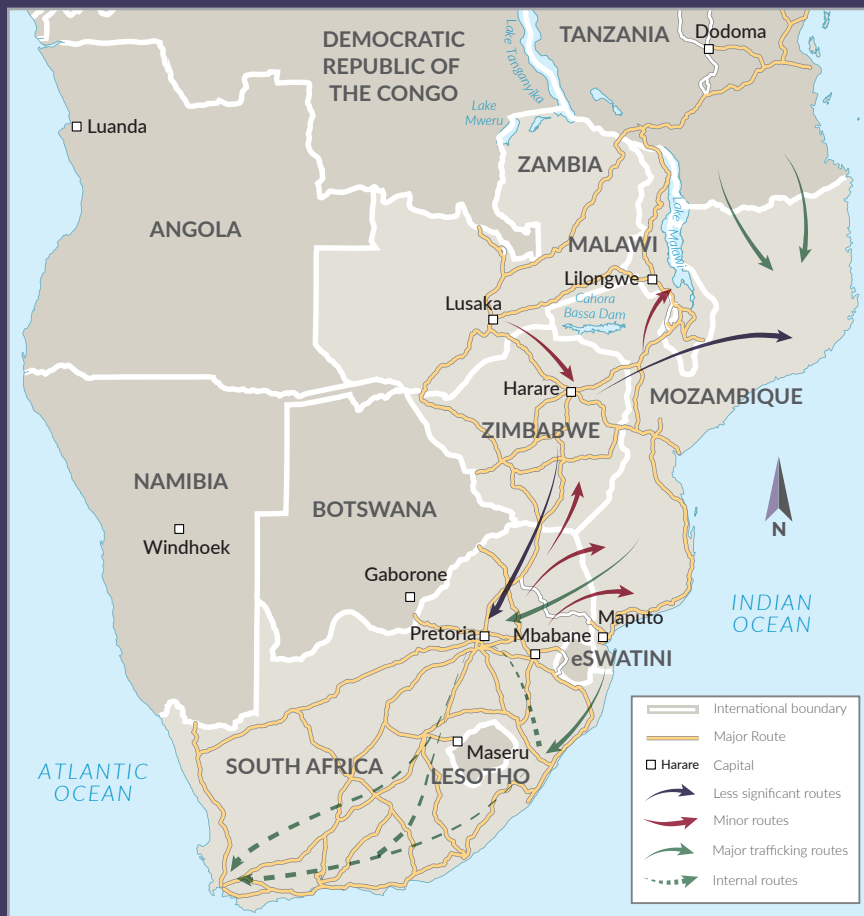 DEMOCRATIC
REPUBLIC OF
THE CONGO
TANZANIA
Dodoma
Lake Tanganyika
Lake
Mweru
Luanda
ZAMBIA
ANGOLA
MALAWI
Lake Malawi
Lilongwe
Cahora
Bassa Dam
Lusaka
Harare
MOZAMBIQUE
ZIMBABWE
NAMIBIA
BOTSWANA
Windhoek
N
Gaborone
INDIAN
OCEAN
Pretoria
Mbabane
Maputo
eSWATINI
Maseru
SOUTH AFRICA
LESOTHO
ATLANTIC
OCEAN
International boundary
Major Route
Harare Capital
Less significant routes
Minor routes
Major trafficking routes
Internal routes